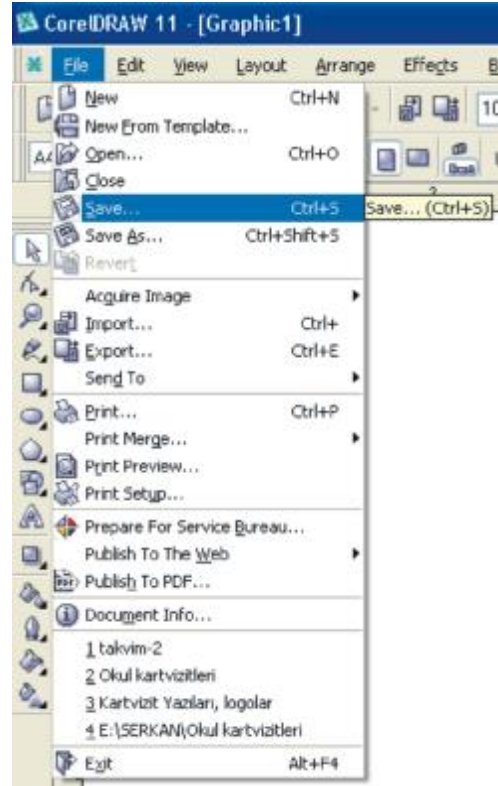 CorelDRAW 11 - [Graphic1]
File Edit View Layout Arrange Effects
New Ctrl+N
New From Template...
Open... Ctrl+O
Close
Save... Ctrl+S
Save... (Ctrl+S)
Save As... Ctrl+Shift+S
Revert
Acquire Image
Import... Ctrl+
Export... Ctrl+E
Send To
Print... Ctrl+P
Print Merge...
Print Preview...
Print Setup...
Prepare For Service Bureau...
Publish To The Web
Publish To PDF...
Document Info...
1 takvim-2
2 Okul kartvizitleri
3 Kartvizit Yazıları, logolar
4 E:\SERKAN\Okul kartvizitleri
Exit Alt+F4